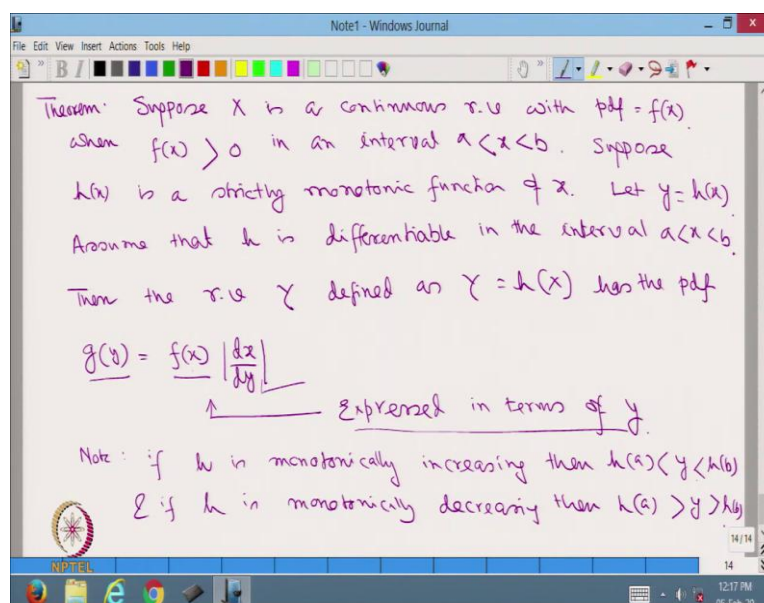 Note1 - Windows Journal
File Edit View Insert Actions Tools Help
B I
Theorem. Suppose X is a continuous r.v with pdf = f(x)
when f(x) > 0 in an interval a < x < b. Suppose
h(x) is a strictly monotonic function of x. Let y = h(x)
Assume that h is differentiable in the interval a < x < b.
Then the r.v Y defined as Y = h(X) has the pdf
g(y) = f(x) |dx/dy|
Expressed in terms of y
Note : if h is monotonically increasing then h(a) < y < h(b)
& if h is monotonically decreasing then h(a) > y > h(b)
14/14
NPTEL
14
12:17 PM
05-Feb-20